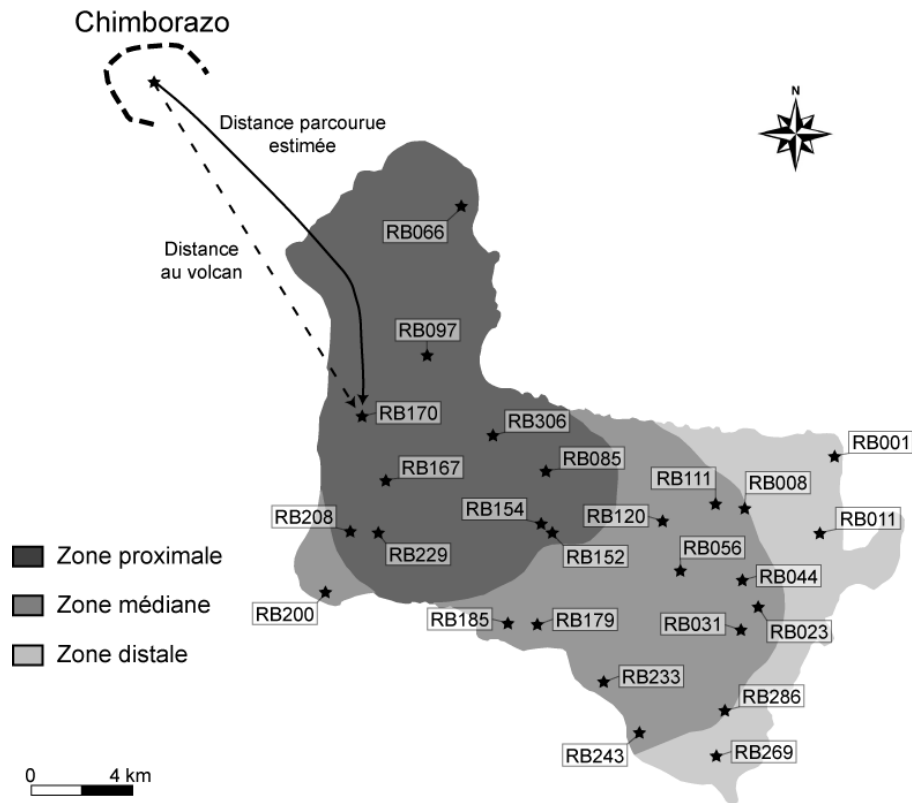 Chimborazo
Distance parcourue
estimée
N
RB066
Distance
au volcan
RB097
RB170
RB306
RB001
RB085
RB167
RB111
RB008
RB208
RB154
RB120
RB011
RB229
RB152
RB056
Zone proximale
RB044
Zone médiane
RB200
RB185
RB179
RB031
RB023
Zone distale
RB233
RB286
RB243
RB269
0 4 km